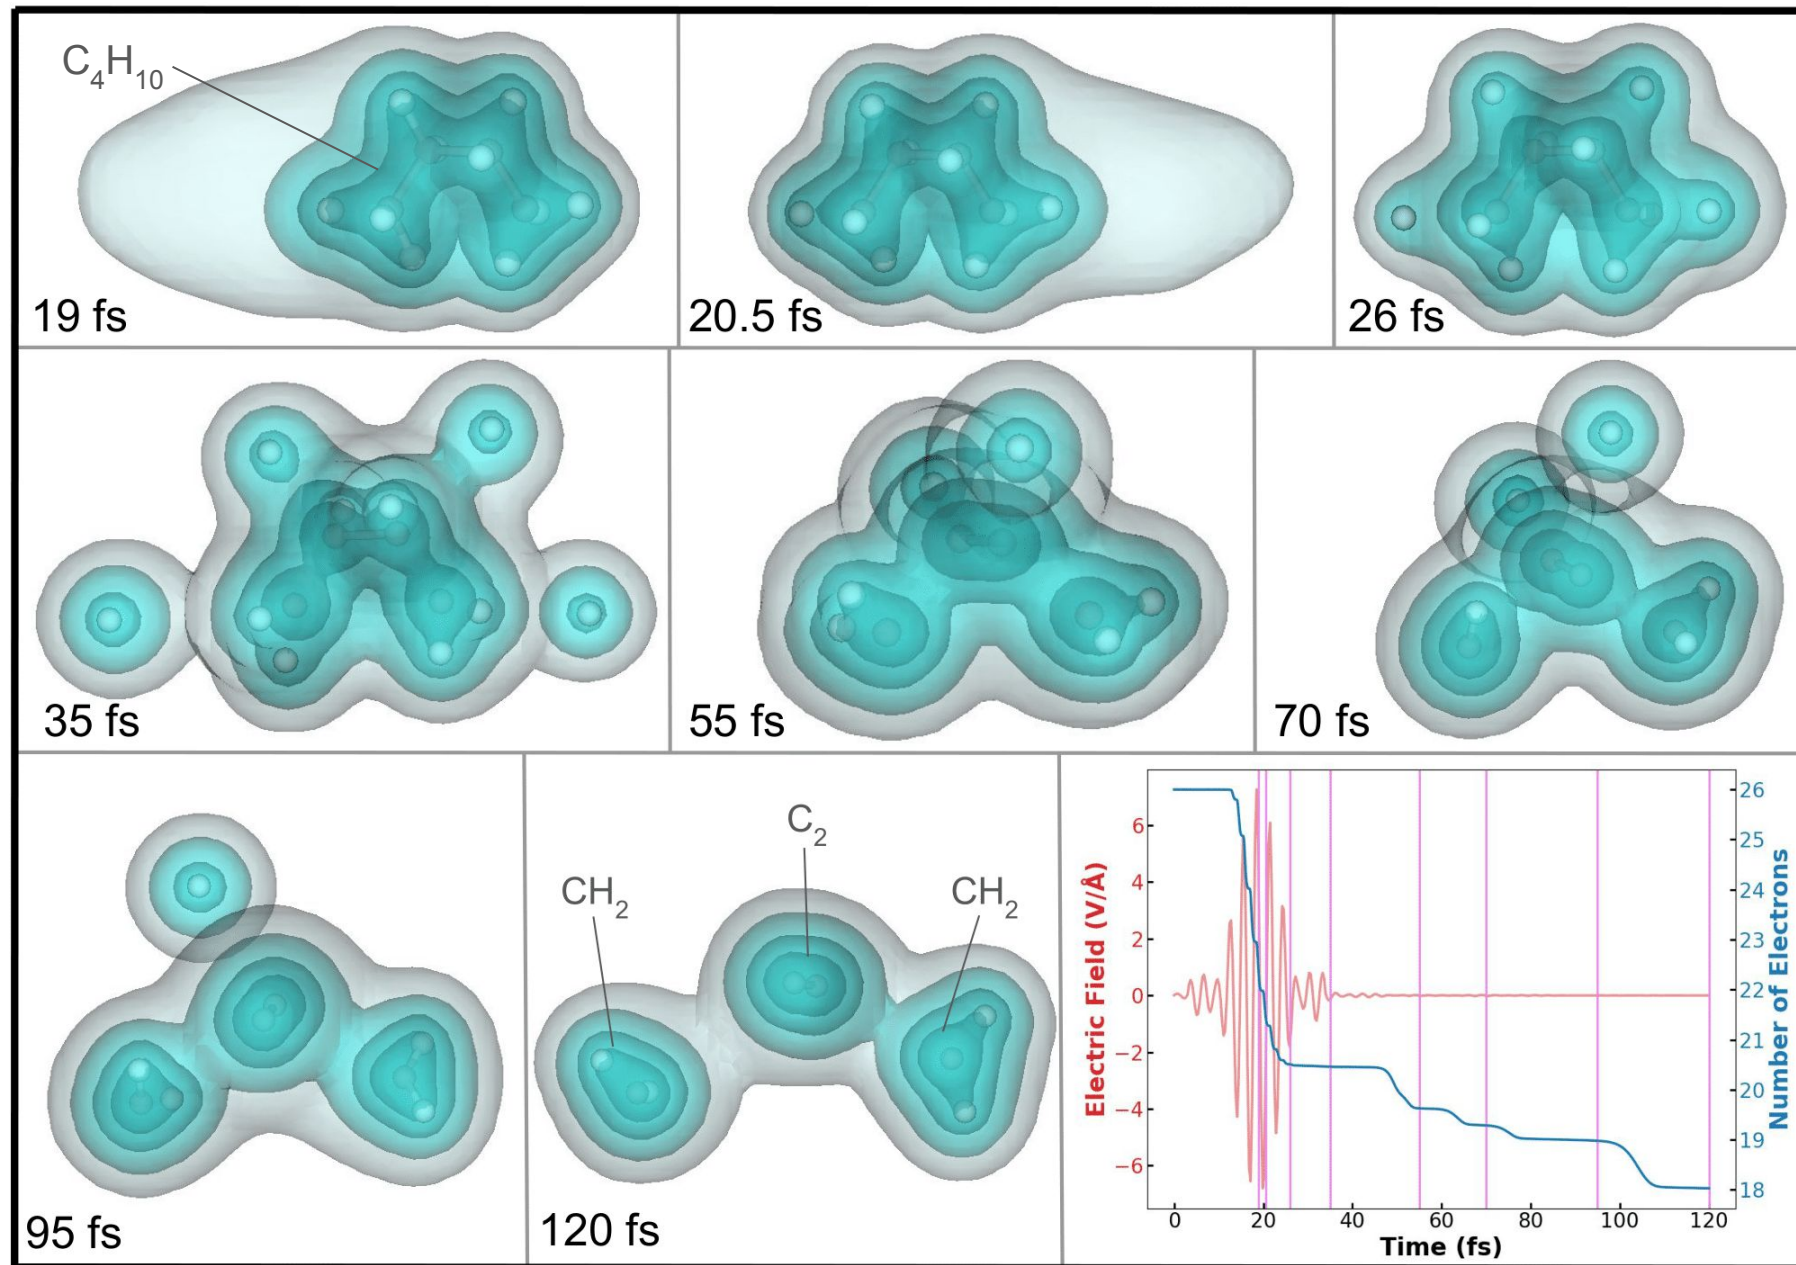 C4H10
19 fs
20.5 fs
26 fs
35 fs
55 fs
70 fs
95 fs
C2
CH2
CH2
120 fs
Electric Field (V/Å)
6
4
2
0
−2
−4
−6
26
25
24
23
22
21
20
19
18
Number of Electrons
0 20 40 60 80 100 120
Time (fs)